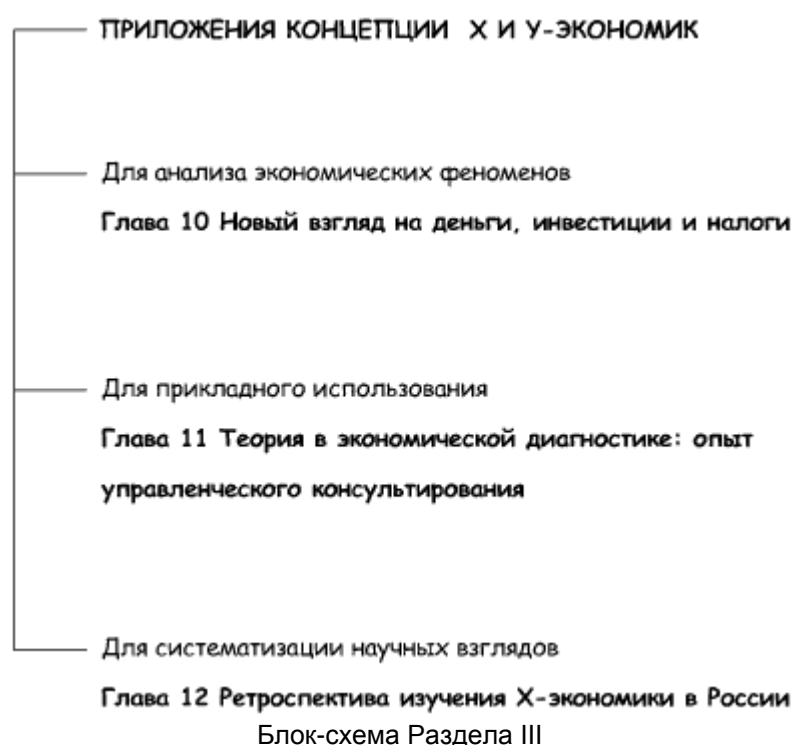 ПРИЛОЖЕНИЯ КОНЦЕПЦИИ X И У-ЭКОНОМИК
Для анализа экономических феноменов
Глава 10 Новый взгляд на деньги, инвестиции и налоги
Для прикладного использования
Глава 11 Теория в экономической диагностике: опыт
управленческого консультирования
Для систематизации научных взглядов
Глава 12 Ретроспектива изучения X-экономики в России
Блок-схема Раздела III